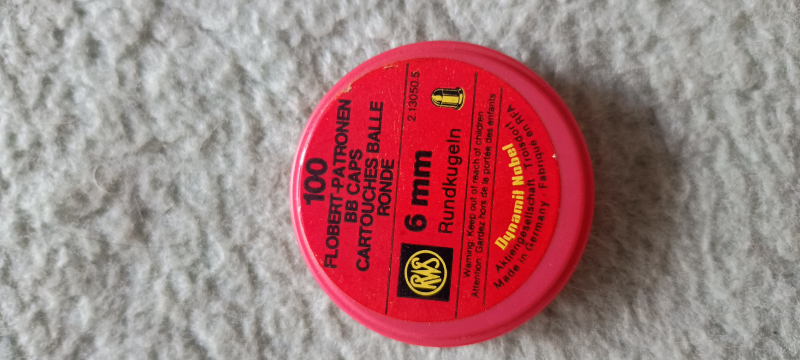 100
FLOBERT-PATRONEN
BB CAPS
CARTOUCHES BALLE
RONDE
2.13050.5
6 mm
Rundkugeln
RWS
Warning: Keep out of reach of children
Attention: Gardez hors de la portée des enfants
Dynamit Nobel
Aktiengesellschaft Troisdorf
Made in Germany · Fabriqué en RFA